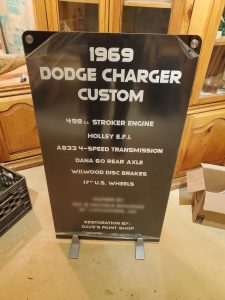 1969
DODGE CHARGER
CUSTOM
498 C.I. STROKER ENGINE
HOLLEY E.F.I.
A833 4-SPEED TRANSMISSION
DANA 60 REAR AXLE
WILWOOD DISC BRAKES
17" U.S. WHEELS
RESTORATION BY:
DAVE'S PAINT SHOP